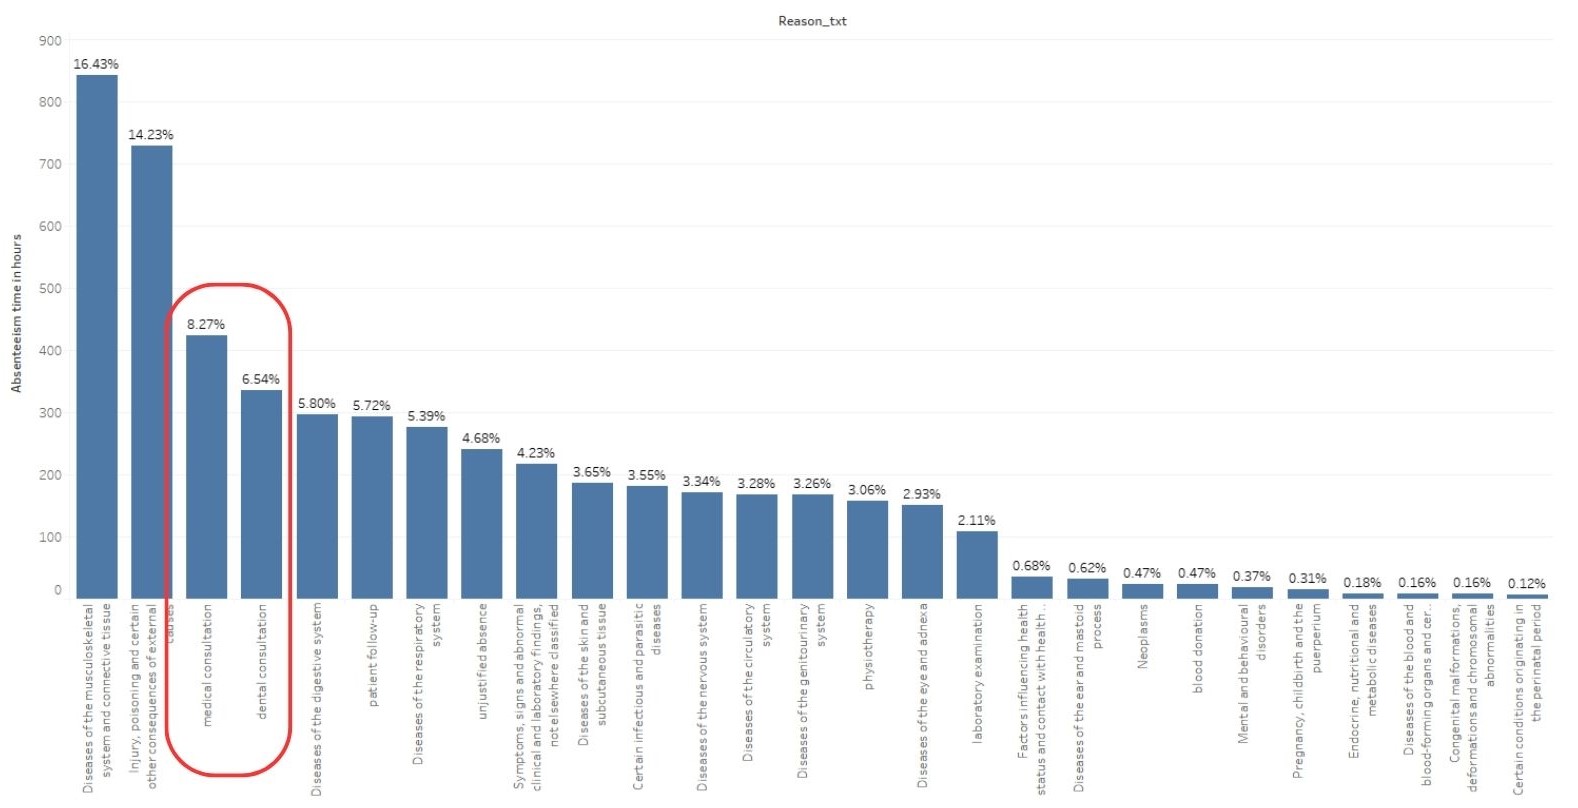 Reason_txt
Absenteeism time in hours
900
800
700
600
500
400
300
200
100
0
16.43%
14.23%
8.27%
6.54%
5.80%
5.72%
5.39%
4.68%
4.23%
3.65%
3.55%
3.34%
3.28%
3.26%
3.06%
2.93%
2.11%
0.68%
0.62%
0.47%
0.47%
0.37%
0.31%
0.18%
0.16%
0.16%
0.12%
Diseases of the musculoskeletal
system and connective tissue
Injury, poisoning and certain
other consequences of external
causes
medical consultation
dental consultation
Diseases of the digestive system
patient follow-up
Diseases of the respiratory
system
unjustified absence
Symptoms, signs and abnormal
clinical and laboratory findings,
not elsewhere classified
Diseases of the skin and
subcutaneous tissue
Certain infectious and parasitic
diseases
Diseases of the nervous system
Diseases of the circulatory
system
Diseases of the genitourinary
system
physiotherapy
Diseases of the eye and adnexa
laboratory examination
Factors influencing health
status and contact with health ..
Diseases of the ear and mastoid
process
Neoplasms
blood donation
Mental and behavioural
disorders
Pregnancy, childbirth and the
puerperium
Endocrine, nutritional and
metabolic diseases
Diseases of the blood and
blood-forming organs and cer..
Congenital malformations,
deformations and chromosomal
abnormalities
Certain conditions originating in
the perinatal period